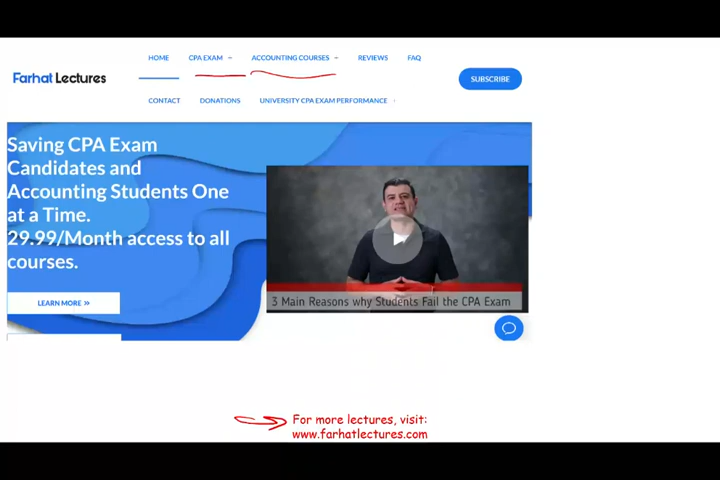 HOME CPA EXAM ACCOUNTING COURSES REVIEWS FAQ
Farhat Lectures
SUBSCRIBE
CONTACT DONATIONS UNIVERSITY CPA EXAM PERFORMANCE
Saving CPA Exam
Candidates and
Accounting Students One
at a Time.
29.99/Month access to all
courses.
LEARN MORE »
3 Main Reasons why Students Fail the CPA Exam
For more lectures, visit:
www.farhatlectures.com